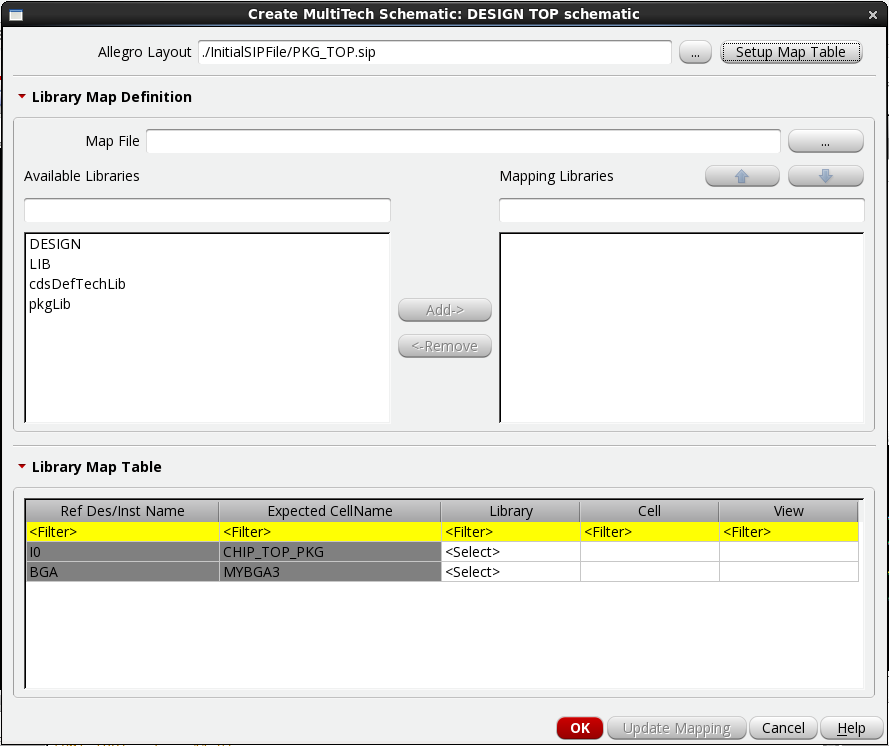 Create MultiTech Schematic: DESIGN TOP schematic
Allegro Layout ./InitialSIPFile/PKG_TOP.sip ... Setup Map Table
Library Map Definition
Map File ...
Available Libraries Mapping Libraries
DESIGN
LIB
cdsDefTechLib
pkgLib
Add->
<-Remove
Library Map Table
Ref Des/Inst Name Expected CellName Library Cell View
<Filter> <Filter> <Filter> <Filter> <Filter>
I0 CHIP_TOP_PKG <Select>
BGA MYBGA3 <Select>
OK Update Mapping Cancel Help